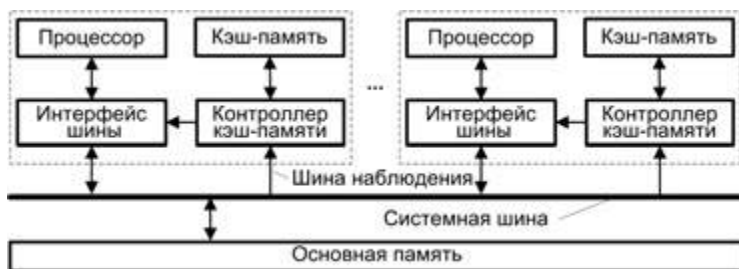 Процессор
Кэш-память
Процессор
Кэш-память
...
Интерфейс
шины
Контроллер
кэш-памяти
Интерфейс
шины
Контроллер
кэш-памяти
Шина наблюдения
Системная шина
Основная память